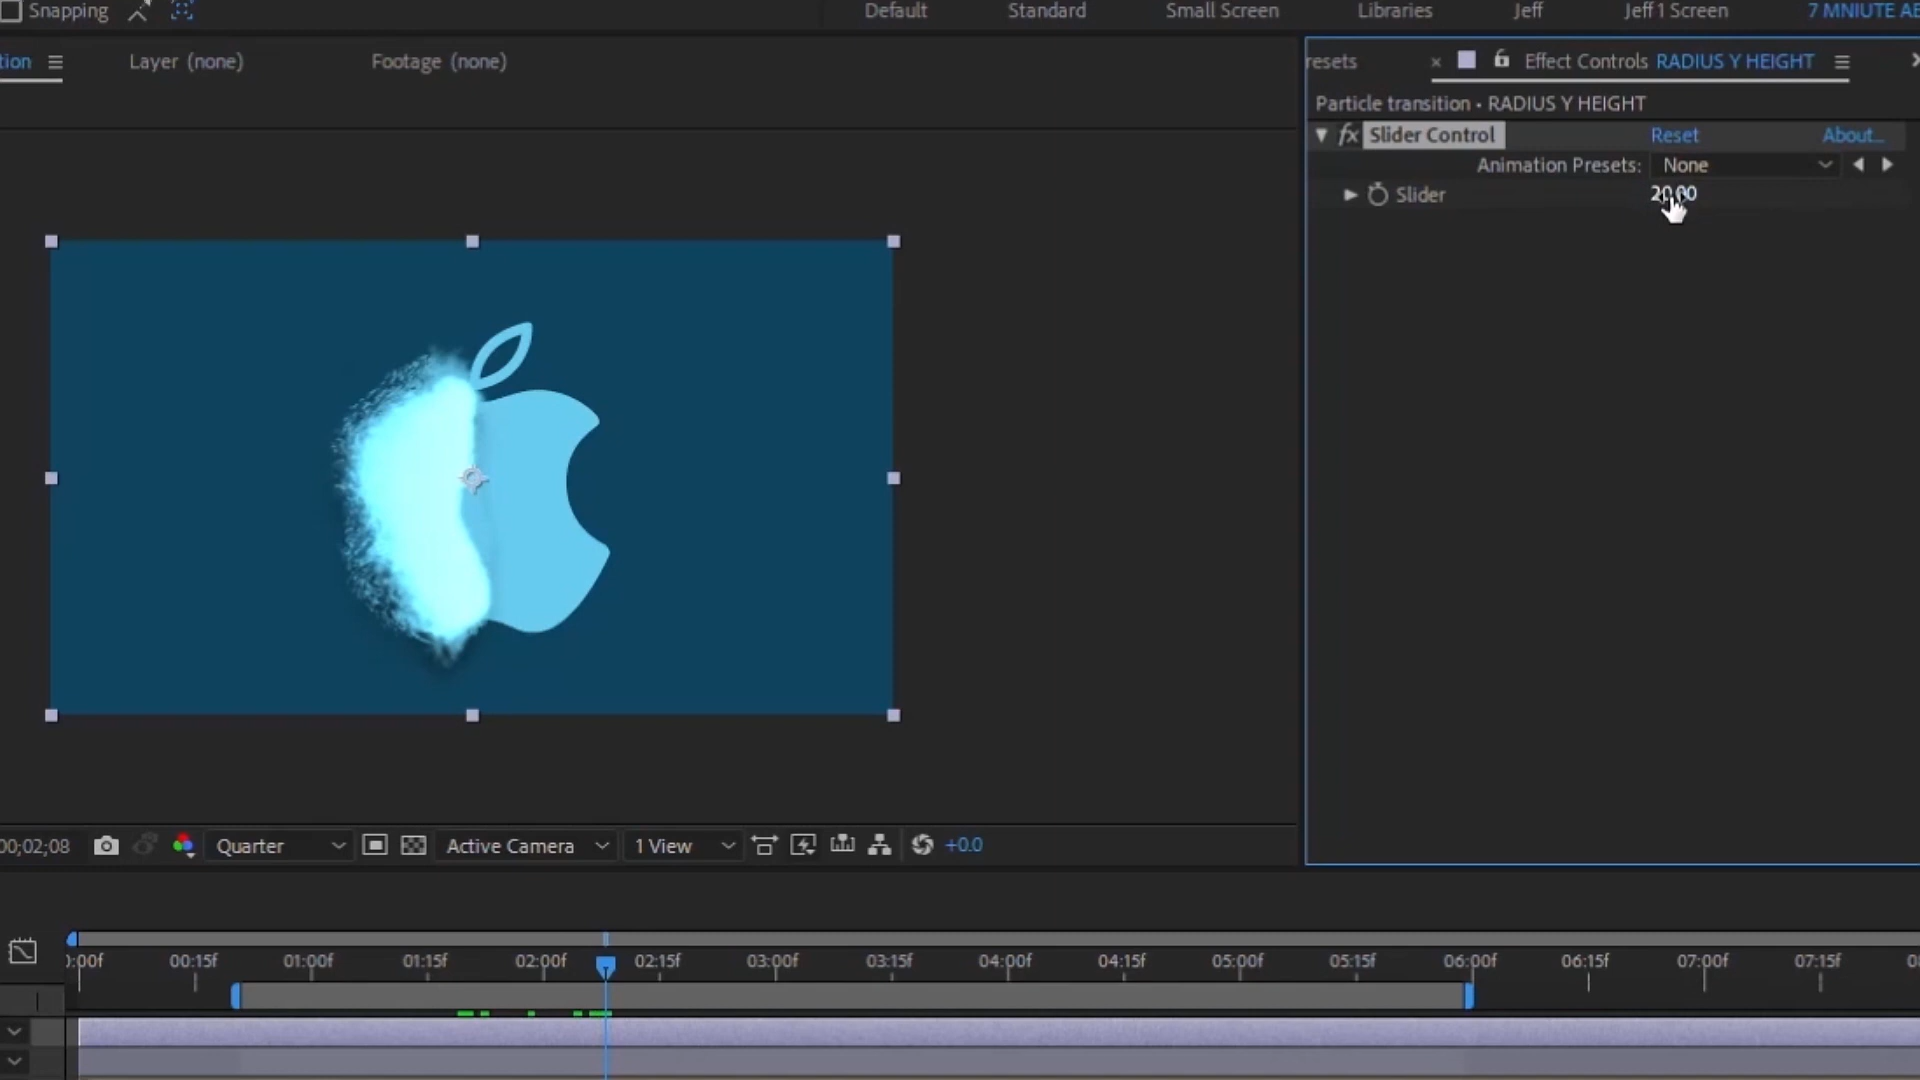 Snapping
Default
Standard
Small Screen
Libraries
Jeff
Jeff 1 Screen
7 MNIUTE AE
tion
Layer (none)
Footage (none)
resets
×
Effect Controls RADIUS Y HEIGHT
Particle transition • RADIUS Y HEIGHT
fx Slider Control
Reset
About...
Animation Presets:
None
Slider
20.00
00;02;08
Quarter
Active Camera
1 View
+0.0
):00f
00:15f
01:00f
01:15f
02:00f
02:15f
03:00f
03:15f
04:00f
04:15f
05:00f
05:15f
06:00f
06:15f
07:00f
07:15f